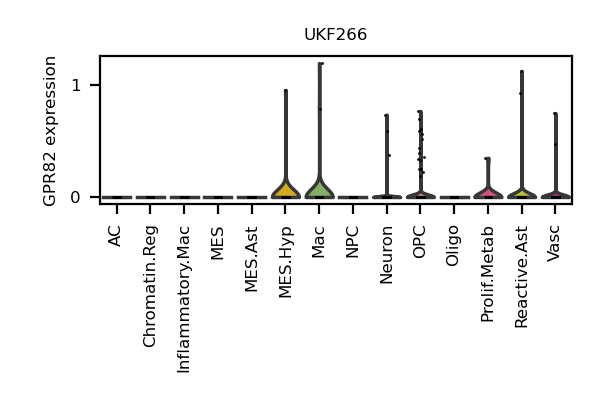 UKF266
GPR82 expression
1
0
AC
Chromatin.Reg
Inflammatory.Mac
MES
MES.Ast
MES.Hyp
Mac
NPC
Neuron
OPC
Oligo
Prolif.Metab
Reactive.Ast
Vasc